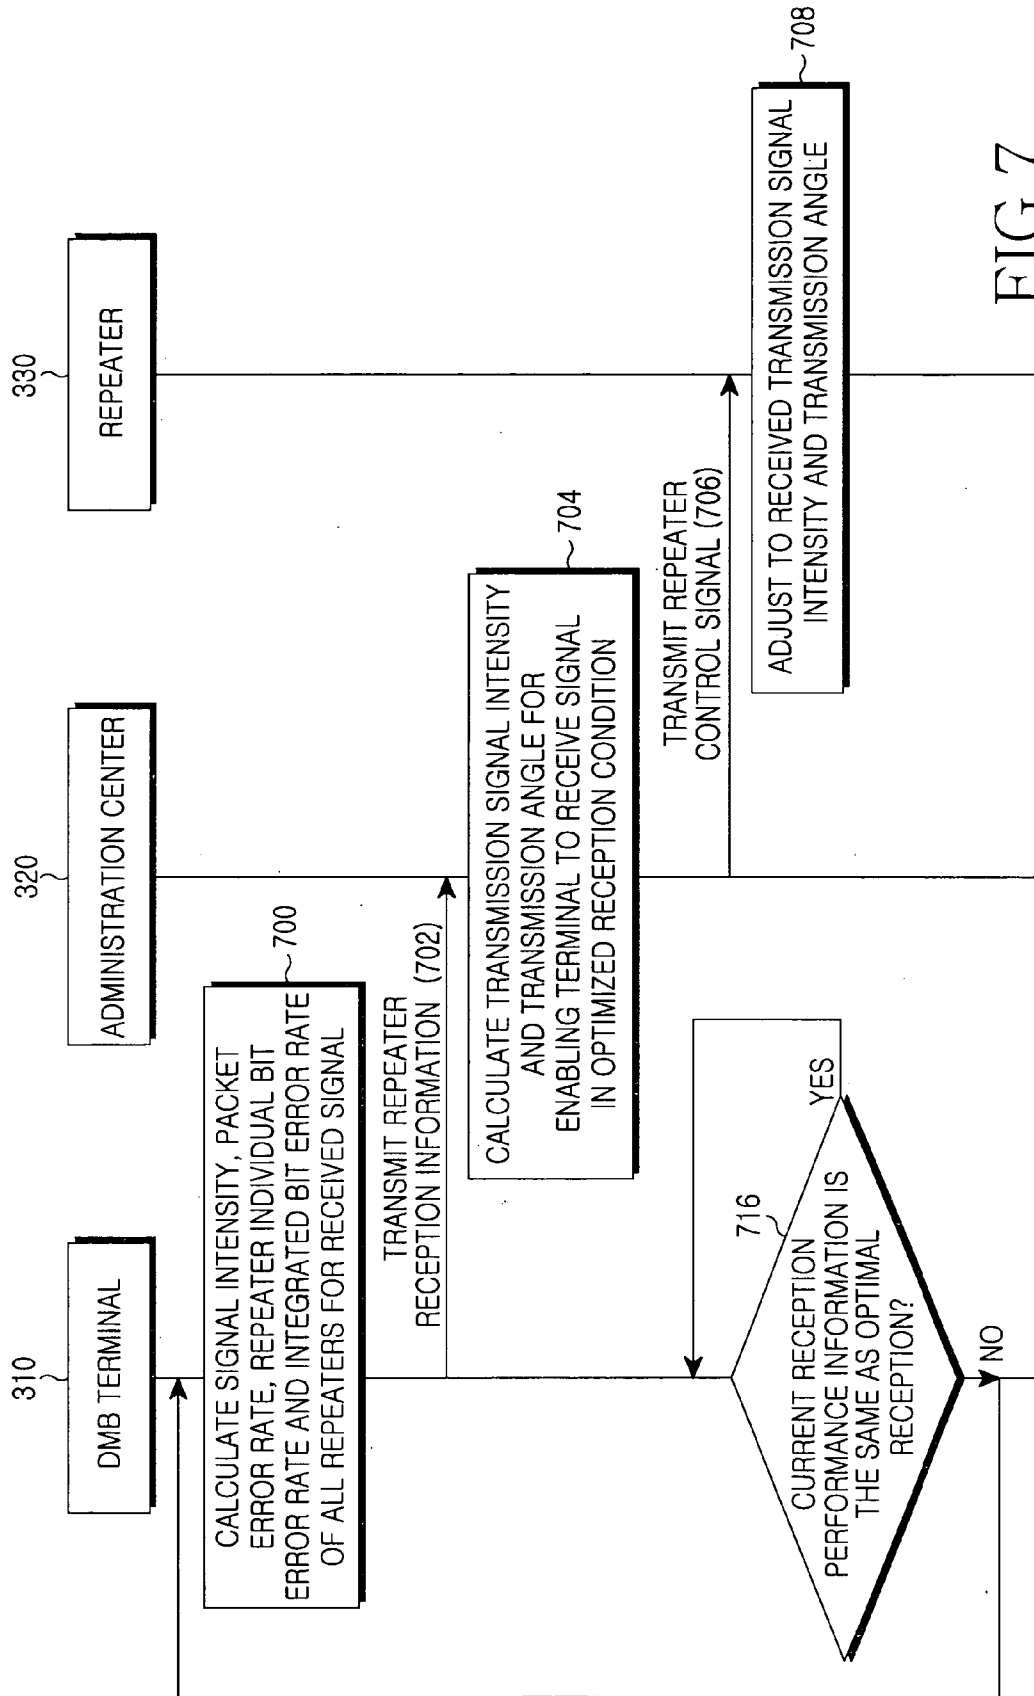 310
320
330
DMB TERMINAL
ADMINISTRATION CENTER
REPEATER
700
CALCULATE SIGNAL INTENSITY, PACKET
ERROR RATE, REPEATER INDIVIDUAL BIT
ERROR RATE AND INTEGRATED BIT ERROR RATE
OF ALL REPEATERS FOR RECEIVED SIGNAL
TRANSMIT REPEATER
RECEPTION INFORMATION (702)
704
CALCULATE TRANSMISSION SIGNAL INTENSITY
AND TRANSMISSION ANGLE FOR
ENABLING TERMINAL TO RECEIVE SIGNAL
IN OPTIMIZED RECEPTION CONDITION
TRANSMIT REPEATER
CONTROL SIGNAL (706)
708
ADJUST TO RECEIVED TRANSMISSION SIGNAL
INTENSITY AND TRANSMISSION ANGLE
716
CURRENT RECEPTION
PERFORMANCE INFORMATION IS
THE SAME AS OPTIMAL
RECEPTION?
YES
NO
FIG.7